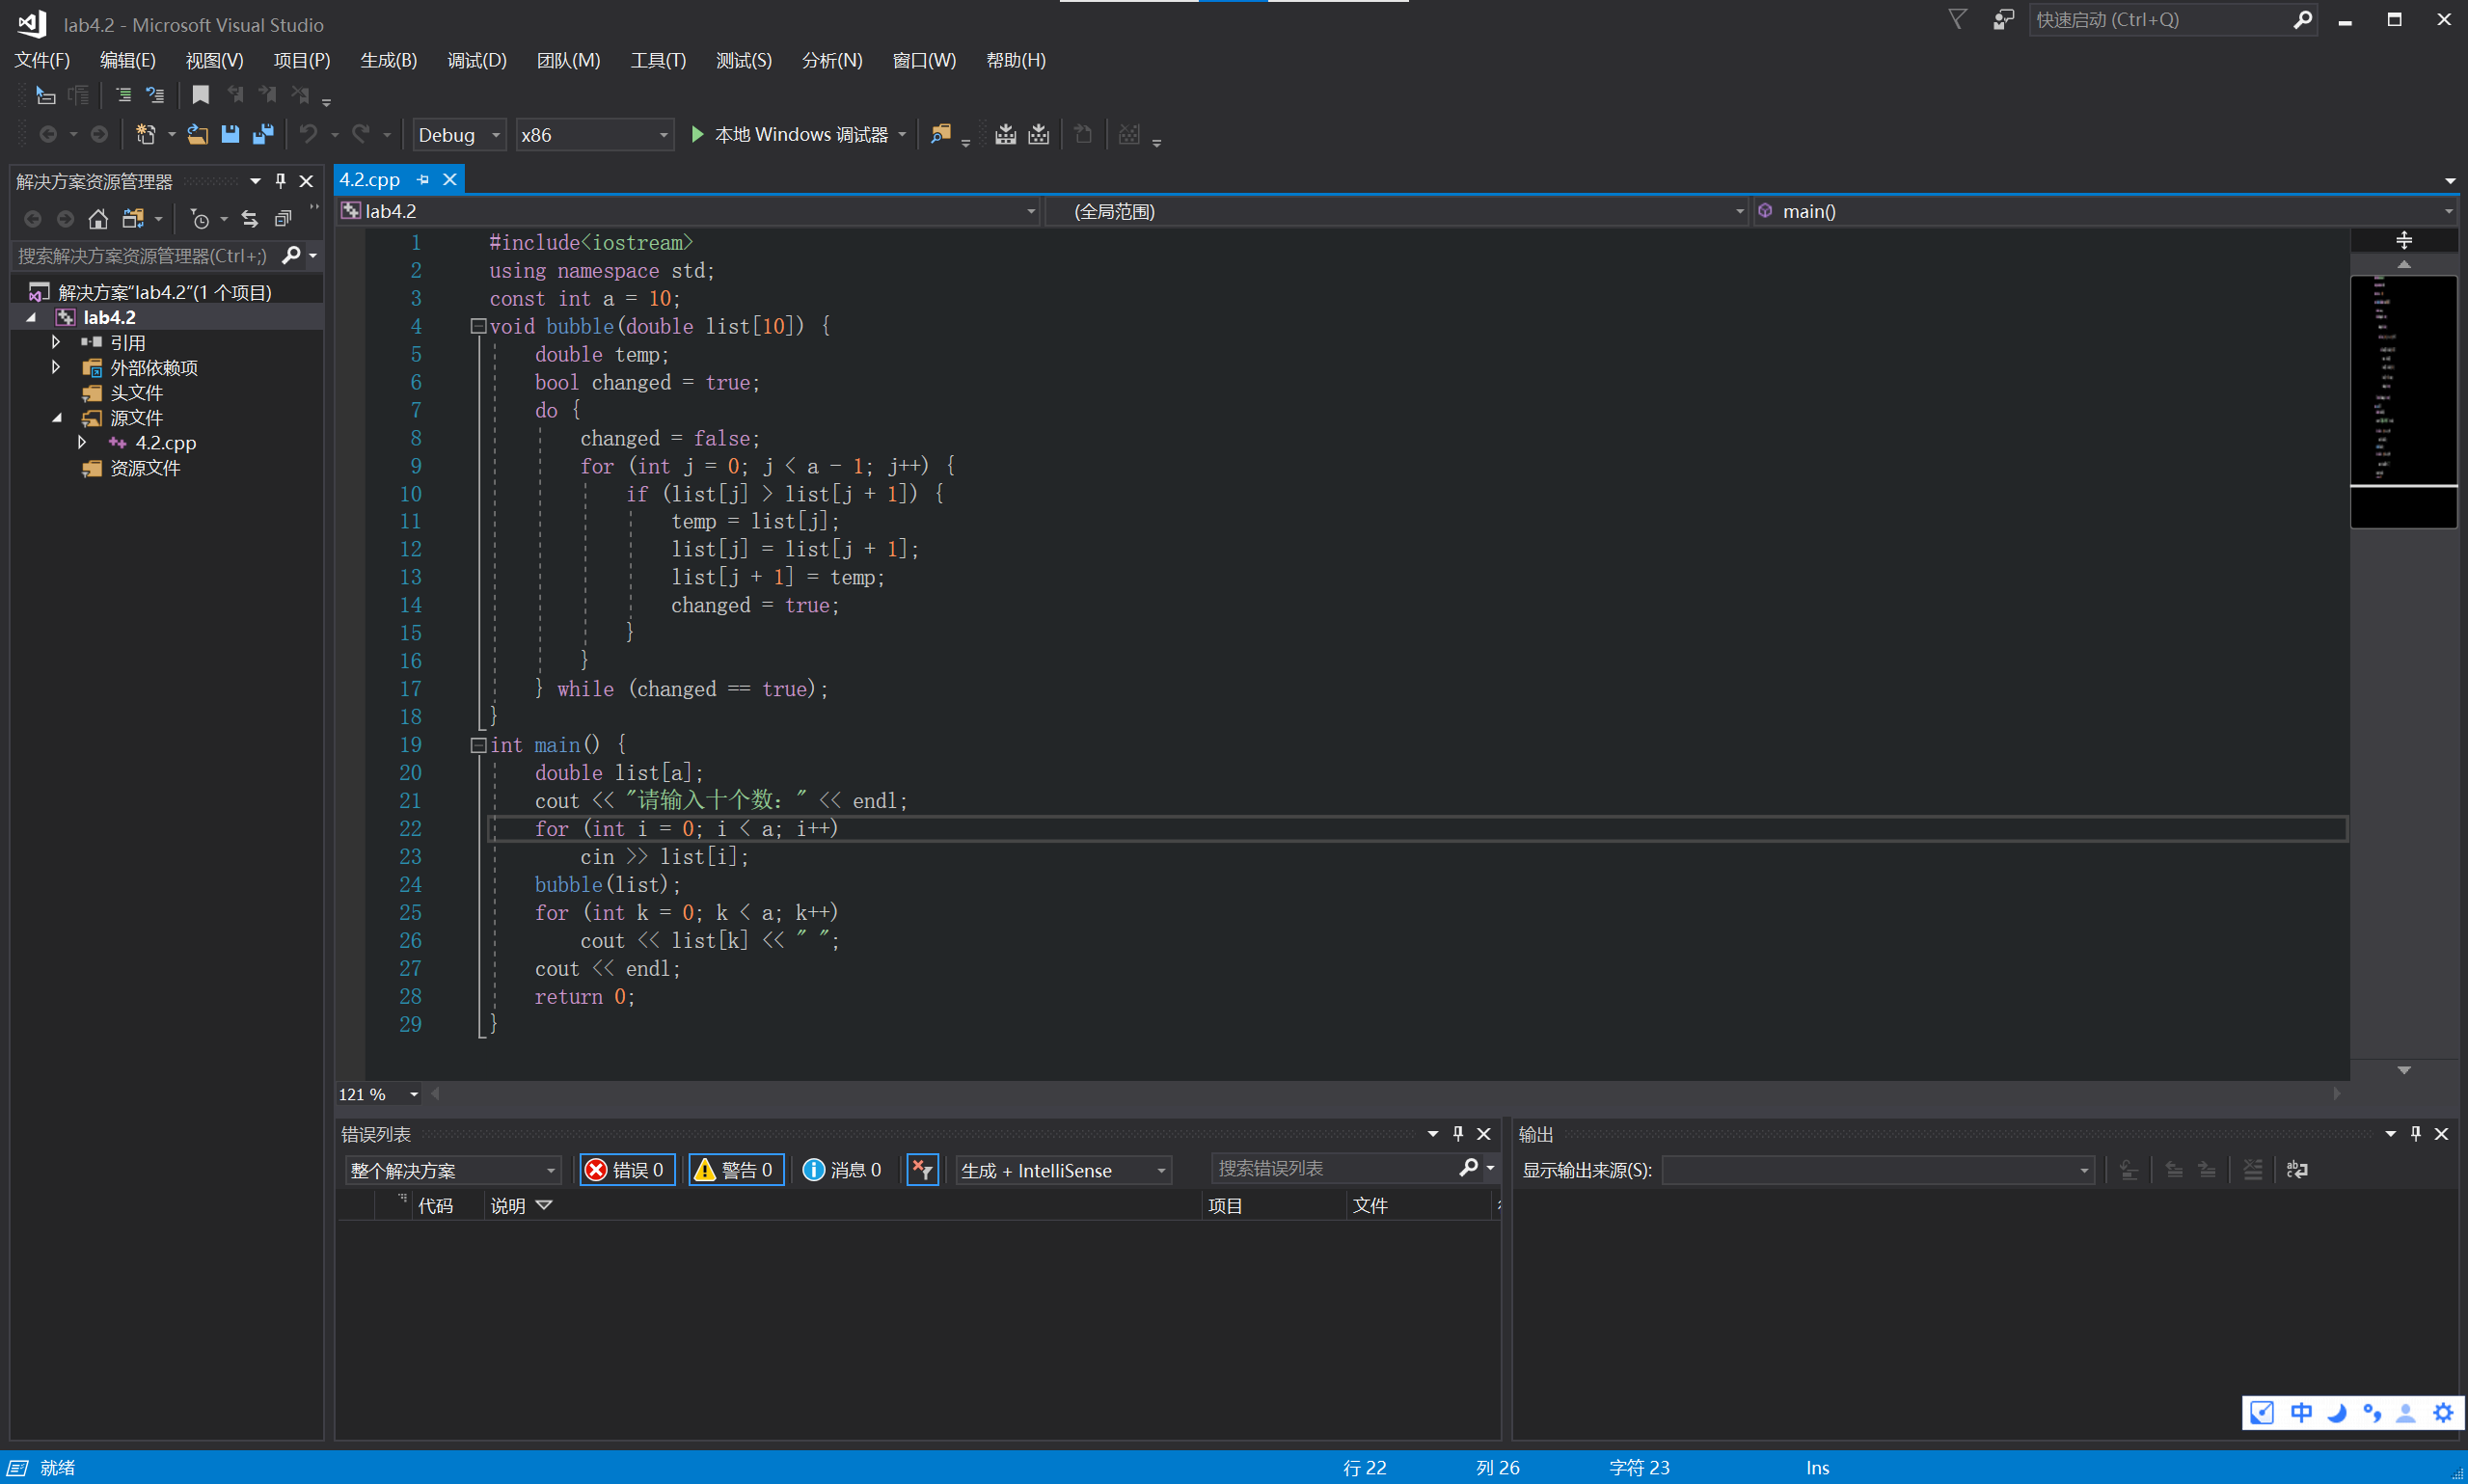 lab4.2 - Microsoft Visual Studio
快速启动 (Ctrl+Q)
文件(F) 编辑(E) 视图(V) 项目(P) 生成(B) 调试(D) 团队(M) 工具(T) 测试(S) 分析(N) 窗口(W) 帮助(H)
Debug x86 本地 Windows 调试器
解决方案资源管理器
搜索解决方案资源管理器(Ctrl+;)
解决方案"lab4.2"(1 个项目)
lab4.2
引用
外部依赖项
头文件
源文件
4.2.cpp
资源文件
4.2.cpp
lab4.2 (全局范围) main()
1 #include<iostream>
2 using namespace std;
3 const int a = 10;
4 void bubble(double list[10]) {
5 double temp;
6 bool changed = true;
7 do {
8 changed = false;
9 for (int j = 0; j < a - 1; j++) {
10 if (list[j] > list[j + 1]) {
11 temp = list[j];
12 list[j] = list[j + 1];
13 list[j + 1] = temp;
14 changed = true;
15 }
16 }
17 } while (changed == true);
18 }
19 int main() {
20 double list[a];
21 cout << "请输入十个数：" << endl;
22 for (int i = 0; i < a; i++)
23 cin >> list[i];
24 bubble(list);
25 for (int k = 0; k < a; k++)
26 cout << list[k] << " ";
27 cout << endl;
28 return 0;
29 }
121 %
错误列表
整个解决方案 错误 0 警告 0 消息 0 生成 + IntelliSense 搜索错误列表
代码 说明 项目 文件
输出
显示输出来源(S):
中
就绪 行 22 列 26 字符 23 Ins